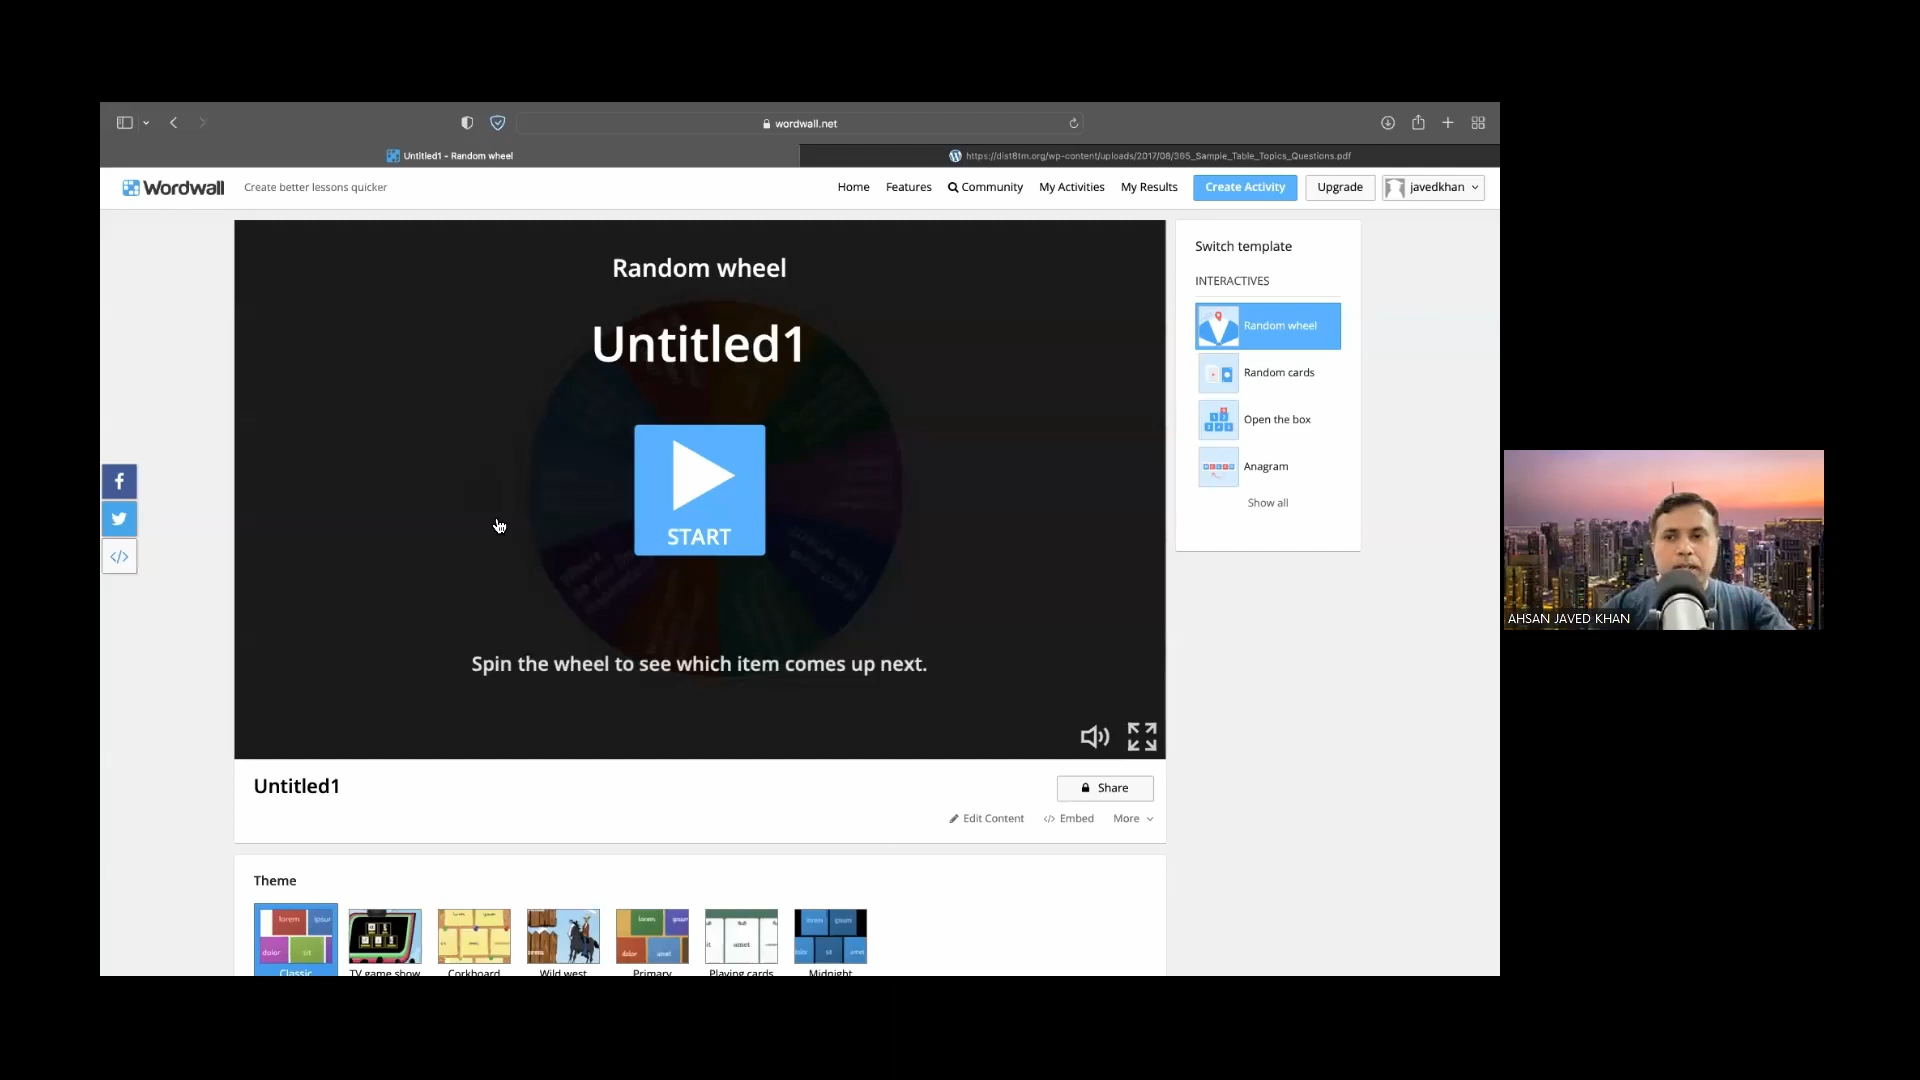 wordwall.net
Untitled1 - Random wheel
https://dist8tm.org/wp-content/uploads/2017/08/365_Sample_Table_Topics_Questions.pdf
Wordwall
Create better lessons quicker
Home
Features
Community
My Activities
My Results
Create Activity
Upgrade
javedkhan
Random wheel
Untitled1
START
Spin the wheel to see which item comes up next.
Switch template
INTERACTIVES
Random wheel
Random cards
Open the box
Anagram
Show all
AHSAN JAVED KHAN
Untitled1
Share
Edit Content
</> Embed
More
Theme
Classic
TV game show
Corkboard
Wild west
Primary
Playing cards
Midnight